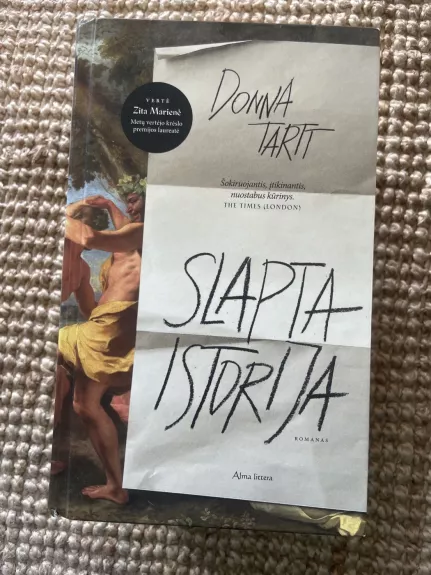 DONNA
TARTT
VERTĖ
Zita Marienė
Metų vertėjo krėslo
premijos laureatė
Šokiruojantis, įtikinantis,
nuostabus kūrinys.
THE TIMES (LONDON)
SLAPTA
ISTORIJA
ROMANAS
Alma littera